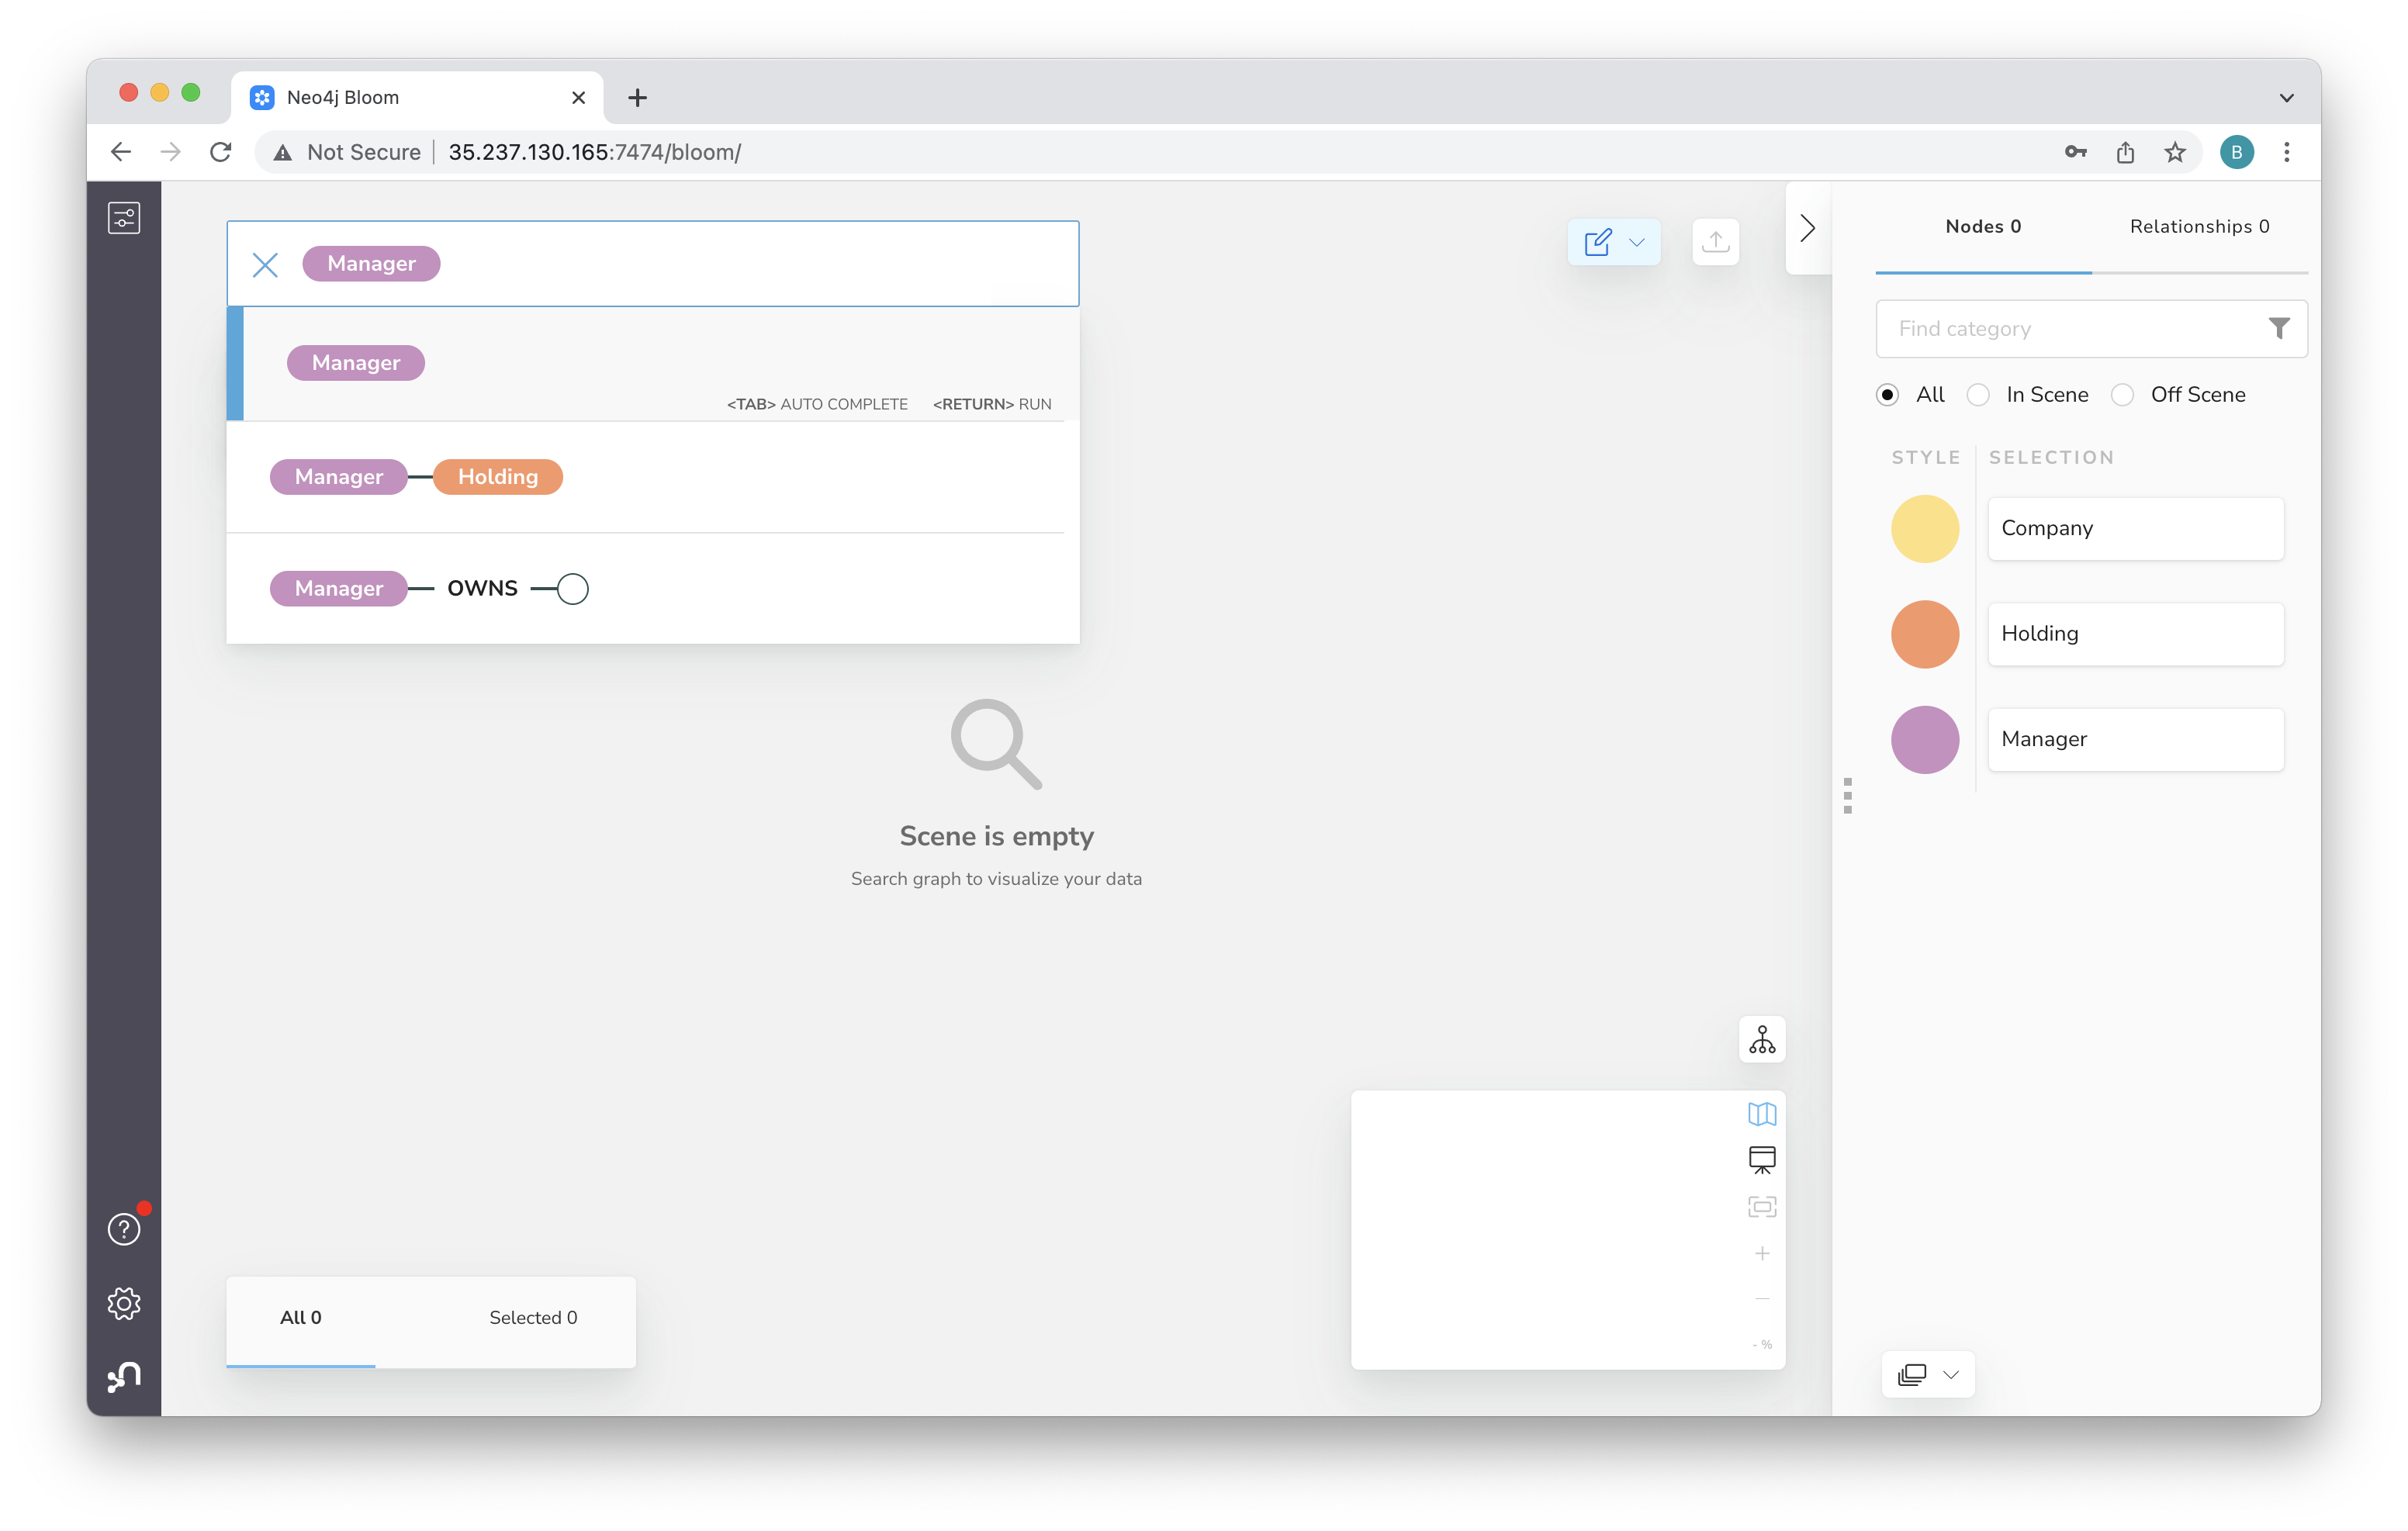 Neo4j Bloom
Not Secure 35.237.130.165:7474/bloom/
B
Manager
Manager
<TAB> AUTO COMPLETE <RETURN> RUN
Manager Holding
Manager OWNS
Scene is empty
Search graph to visualize your data
All 0 Selected 0
- %
Nodes 0 Relationships 0
Find category
All In Scene Off Scene
STYLE SELECTION
Company
Holding
Manager